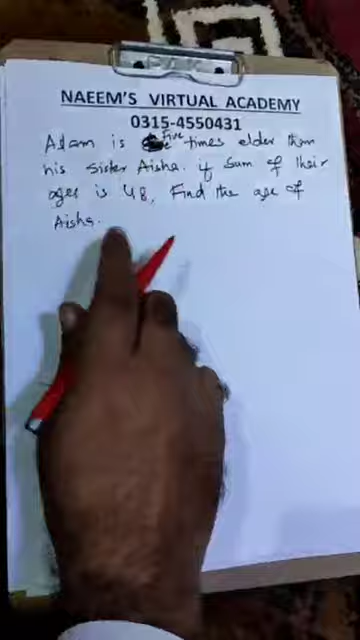 NAEEM'S VIRTUAL ACADEMY
0315-4550431
Adam is Five times elder than
his sister Aisha. if Sum of their
ages is 48, Find the age of
Aisha.